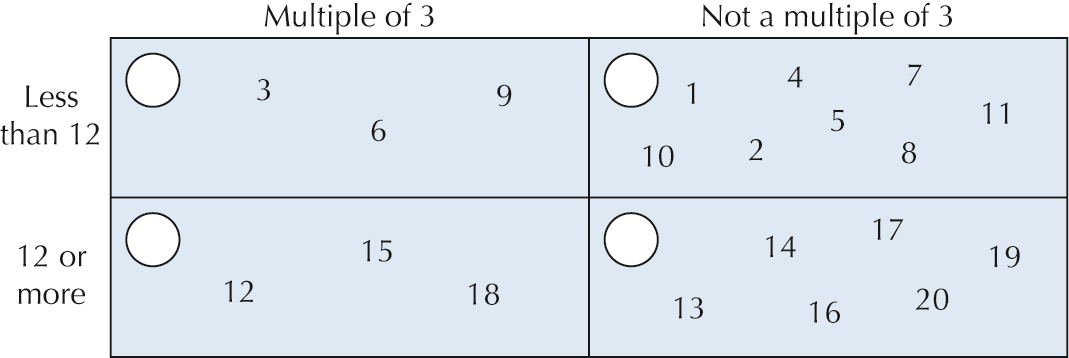 Multiple of 3 Not a multiple of 3
Less
than 12
3 9
6
1 4 7
5 11
10 2 8
12 or
more
15
12 18
14 17 19
13 16 20